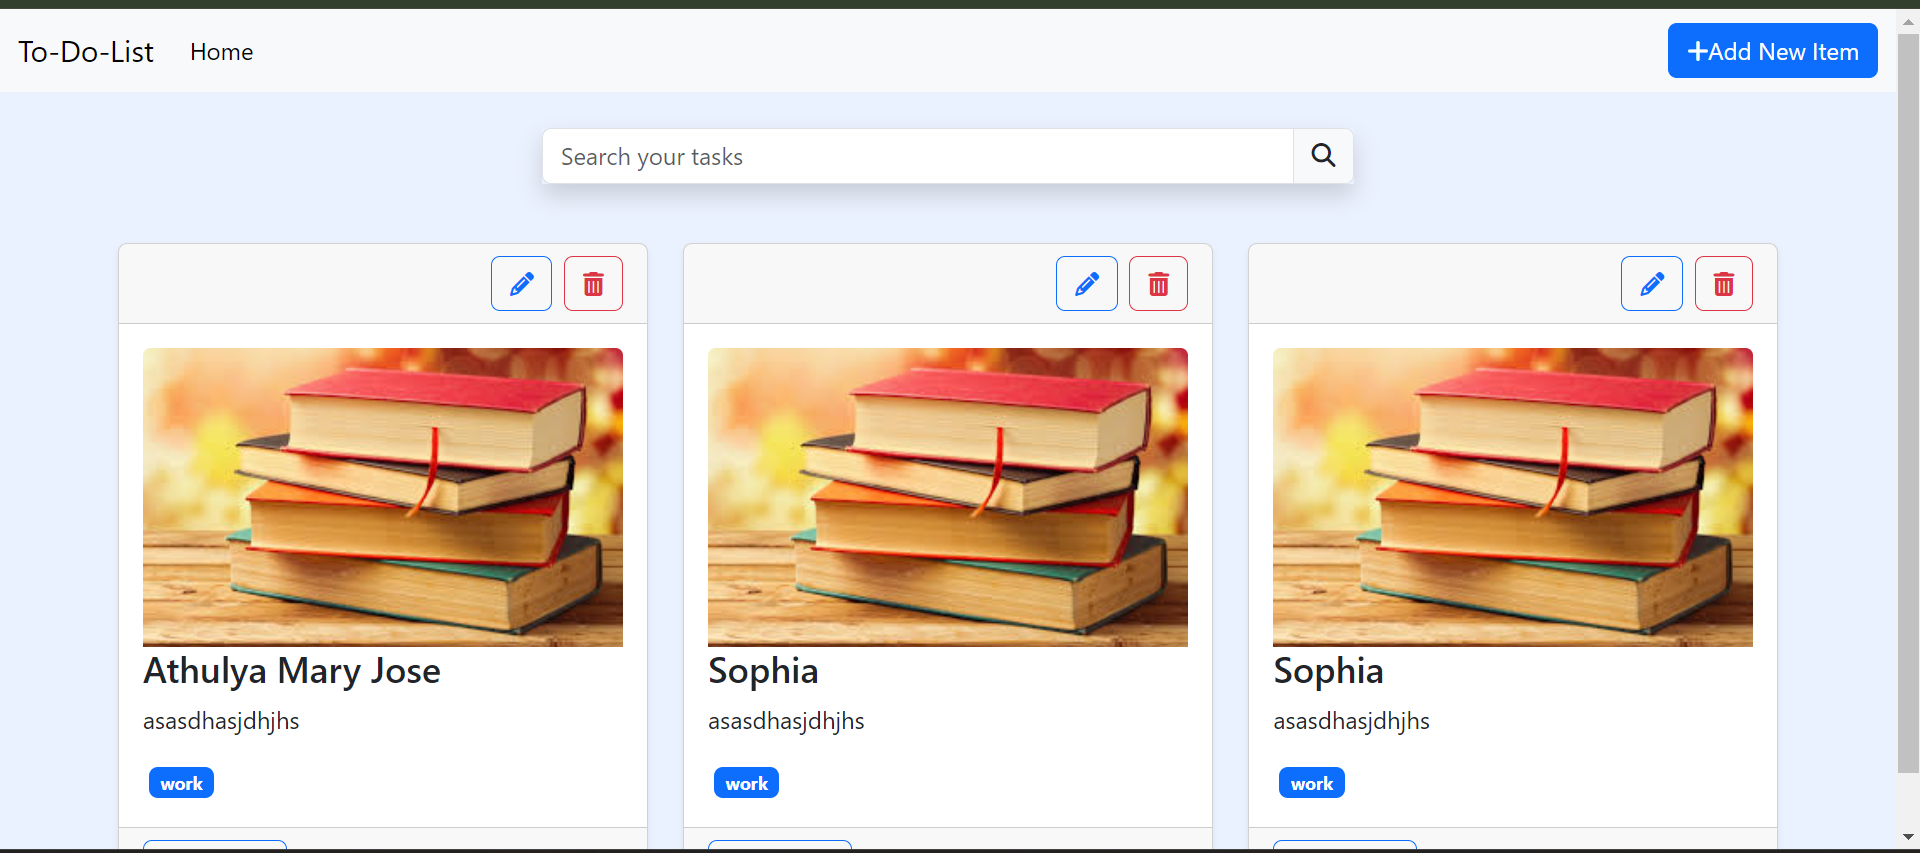 To-Do-List Home Add New Item
Search your tasks
Athulya Mary Jose
asasdhasjdhjhs
work
Sophia
asasdhasjdhjhs
work
Sophia
asasdhasjdhjhs
work